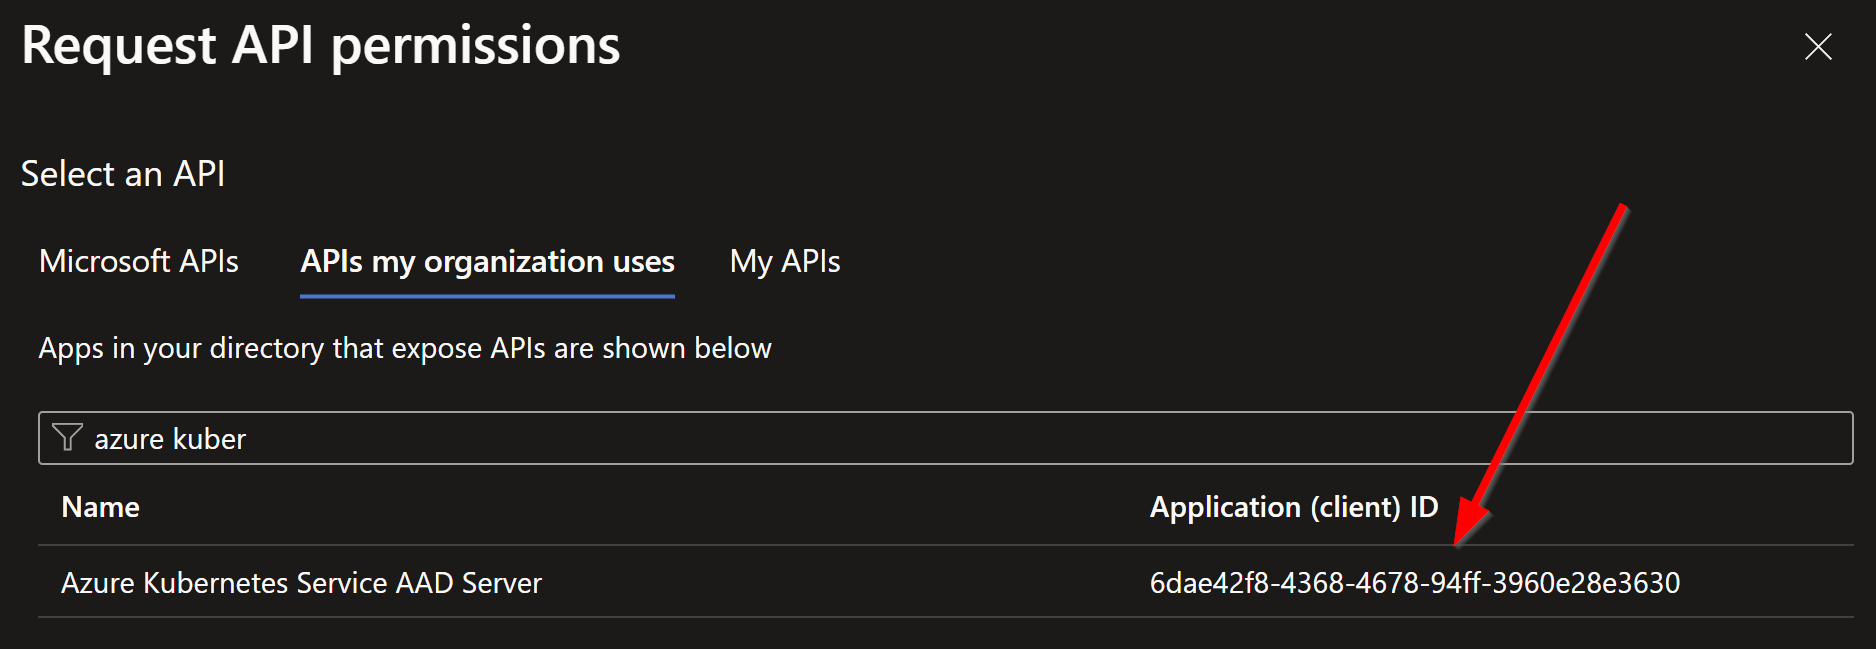 Request API permissions
Select an API
Microsoft APIs APIs my organization uses My APIs
Apps in your directory that expose APIs are shown below
azure kuber
Name Application (client) ID
Azure Kubernetes Service AAD Server 6dae42f8-4368-4678-94ff-3960e28e3630